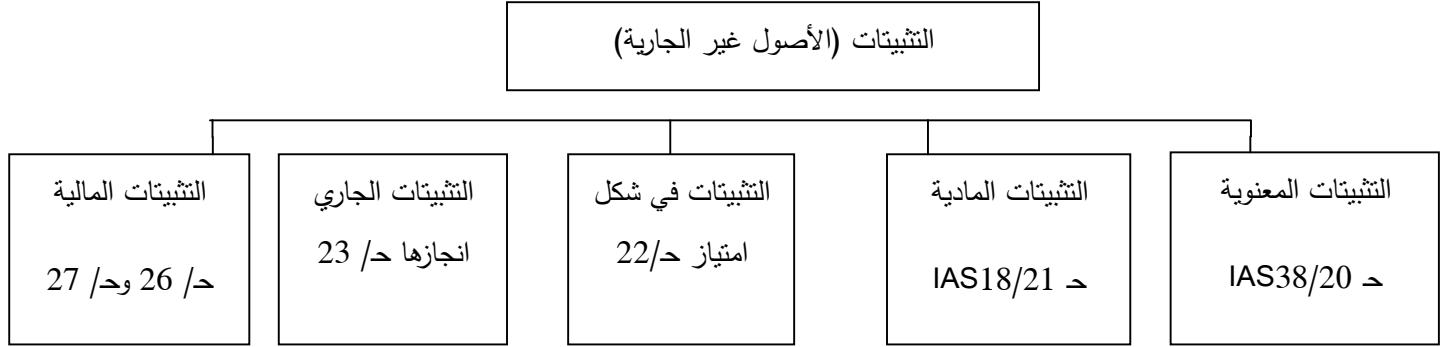 التثبيتات (الأصول غير الجارية)
التثبيتات المعنوية
حـ 20/IAS38
التثبيتات المادية
حـ 21/IAS18
التثبيتات في شكل
امتياز حـ/22
التثبيتات الجاري
انجازها حـ/ 23
التثبيتات المالية
حـ/ 26 وحـ/ 27